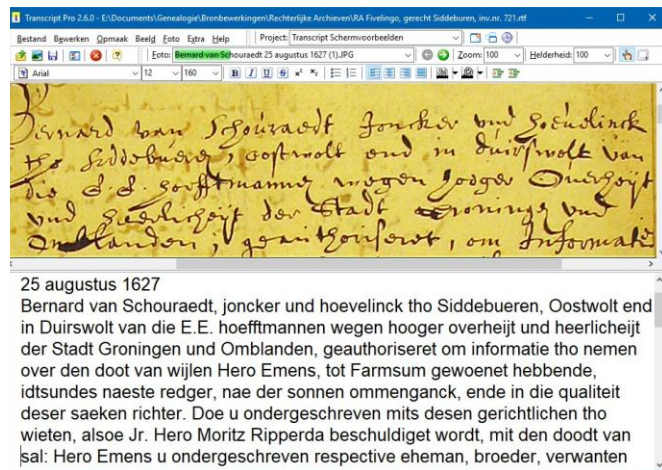 Transcript Pro 2.6.0 - E:\Documents\Genealogie\Bronbewerkingen\Rechterlijke Archieven\RA Fivelingo, gerecht Siddeburen, inv.nr. 721.rtf
Bestand Bewerken Opmaak Beeld Foto Extra Help Project: Transcript Schermvoorbeelden
Foto: Bernard van Schouraedt 25 augustus 1627 (1).JPG Zoom: 100 Helderheid: 100
Arial 12 160 B I U S x² x₂
Bernard van Schouraedt Joncker und hoevelinck
tho Siddebueren, oostwolt end in duirswolt van
die E.E. hoefftmannen wegen hooger Overheijt
und heerlicheijt der Stadt Groningen und
Omblanden, geauthoriseret, om Informatie
25 augustus 1627
Bernard van Schouraedt, joncker und hoevelinck tho Siddebueren, Oostwolt end
in Duirswolt van die E.E. hoefftmannen wegen hooger overheijt und heerlicheijt
der Stadt Groningen und Omblanden, geauthoriseret om informatie tho nemen
over den doot van wijlen Hero Emens, tot Farmsum gewoenet hebbende,
idtsundes naeste redger, nae der sonnen ommenganck, ende in die qualiteit
deser saeken richter. Doe u ondergeschreven mits desen gerichtlichen tho
wieten, alsoe Jr. Hero Moritz Ripperda beschuldiget wordt, mit den doodt van
sal: Hero Emens u ondergeschreven respective eheman, broeder, verwanten